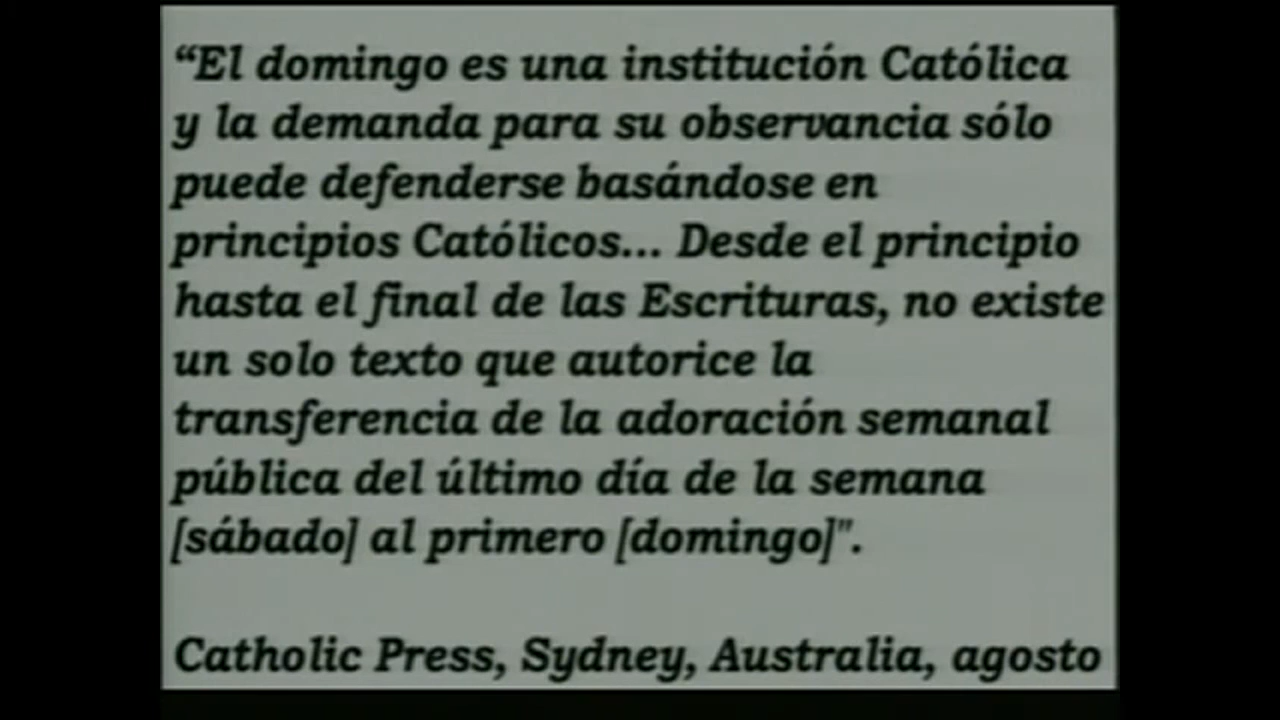 “El domingo es una institución Católica
y la demanda para su observancia sólo
puede defenderse basándose en
principios Católicos... Desde el principio
hasta el final de las Escrituras, no existe
un solo texto que autorice la
transferencia de la adoración semanal
pública del último día de la semana
[sábado] al primero [domingo]".
Catholic Press, Sydney, Australia, agosto